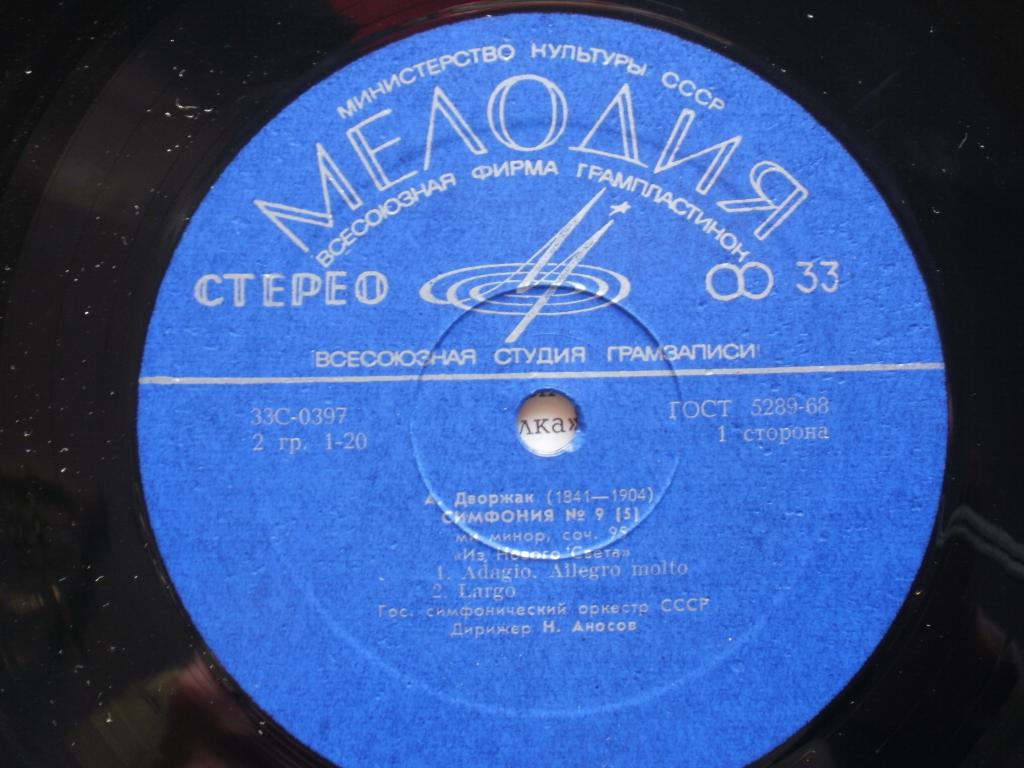 МИНИСТЕРСТВО КУЛЬТУРЫ СССР
МЕЛОДИЯ
ВСЕСОЮЗНАЯ ФИРМА ГРАМПЛАСТИНОК
СТЕРЕО
33
ВСЕСОЮЗНАЯ СТУДИЯ ГРАМЗАПИСИ
33С-0397
ГОСТ 5289-68
2 гр. 1-20
1 сторона
лка»
А. Дворжак (1841—1904)
СИМФОНИЯ № 9 (5)
ми минор, соч. 95
«Из Нового Света»
1. Adagio. Allegro molto
2. Largo
Гос. симфонический оркестр СССР
Дирижер Н. Аносов